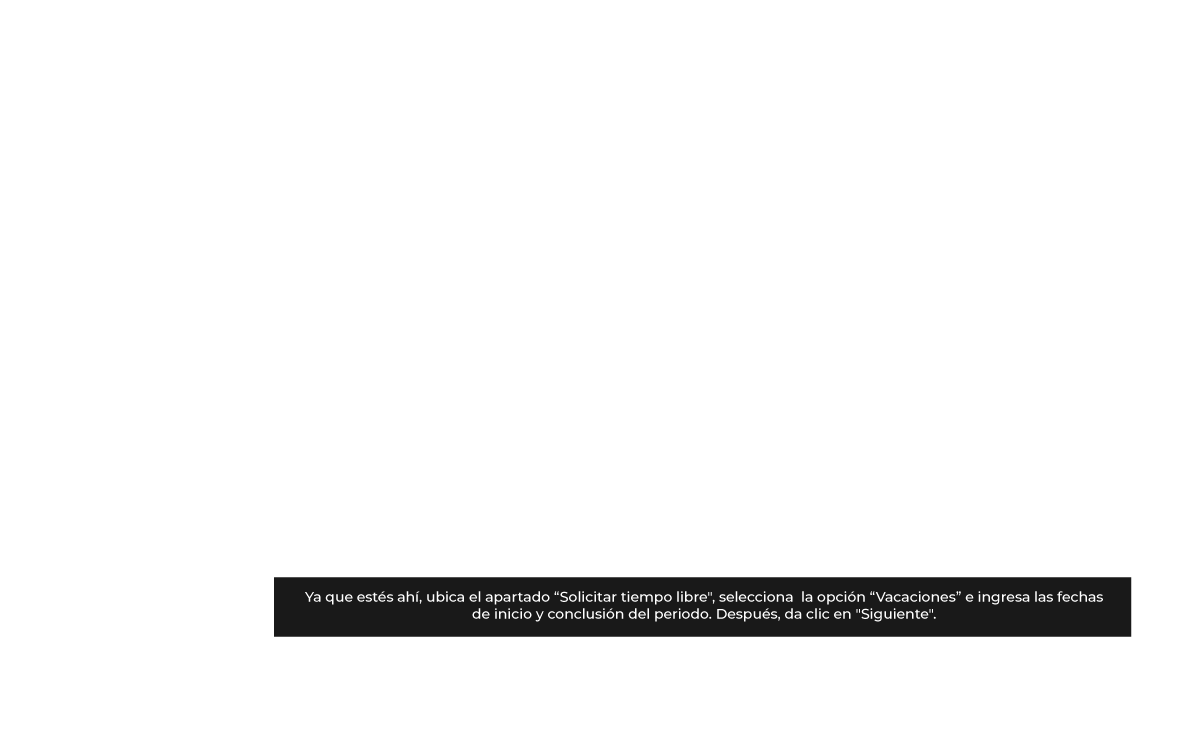 Ya que estés ahí, ubica el apartado “Solicitar tiempo libre", selecciona  la opción “Vacaciones” e ingresa las fechas
de inicio y conclusión del periodo. Después, da clic en "Siguiente".